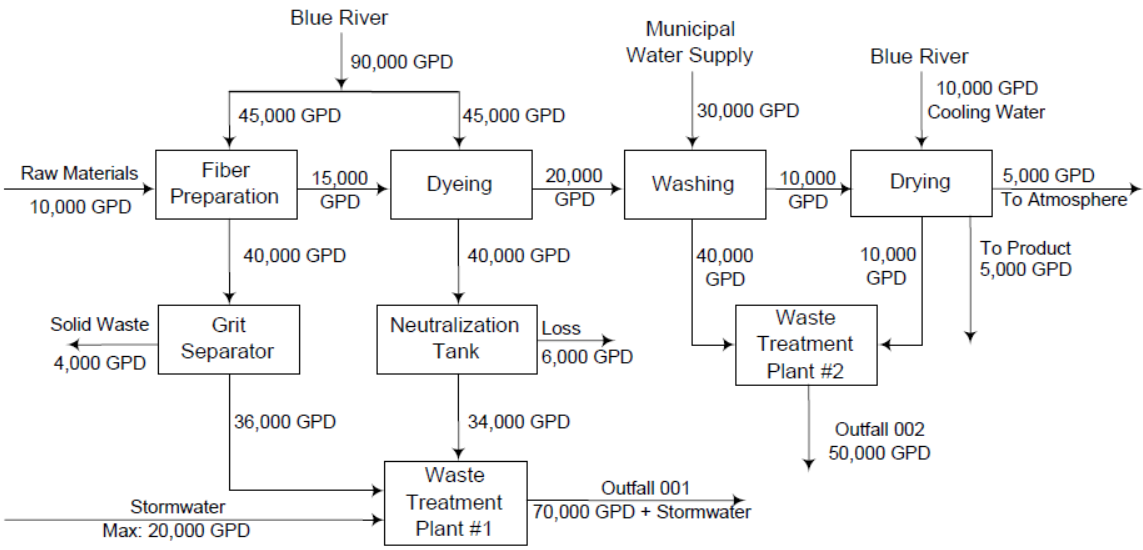 Blue River
90,000 GPD
45,000 GPD
45,000 GPD
Municipal
Water Supply
30,000 GPD
Blue River
10,000 GPD
Cooling Water
Raw Materials
10,000 GPD
Fiber
Preparation
15,000
GPD
Dyeing
20,000
GPD
Washing
10,000
GPD
Drying
5,000 GPD
To Atmosphere
40,000 GPD
40,000 GPD
40,000
GPD
10,000
GPD
To Product
5,000 GPD
Solid Waste
4,000 GPD
Grit
Separator
Neutralization
Tank
Loss
6,000 GPD
Waste
Treatment
Plant #2
36,000 GPD
34,000 GPD
Outfall 002
50,000 GPD
Stormwater
Max: 20,000 GPD
Waste
Treatment
Plant #1
Outfall 001
70,000 GPD + Stormwater